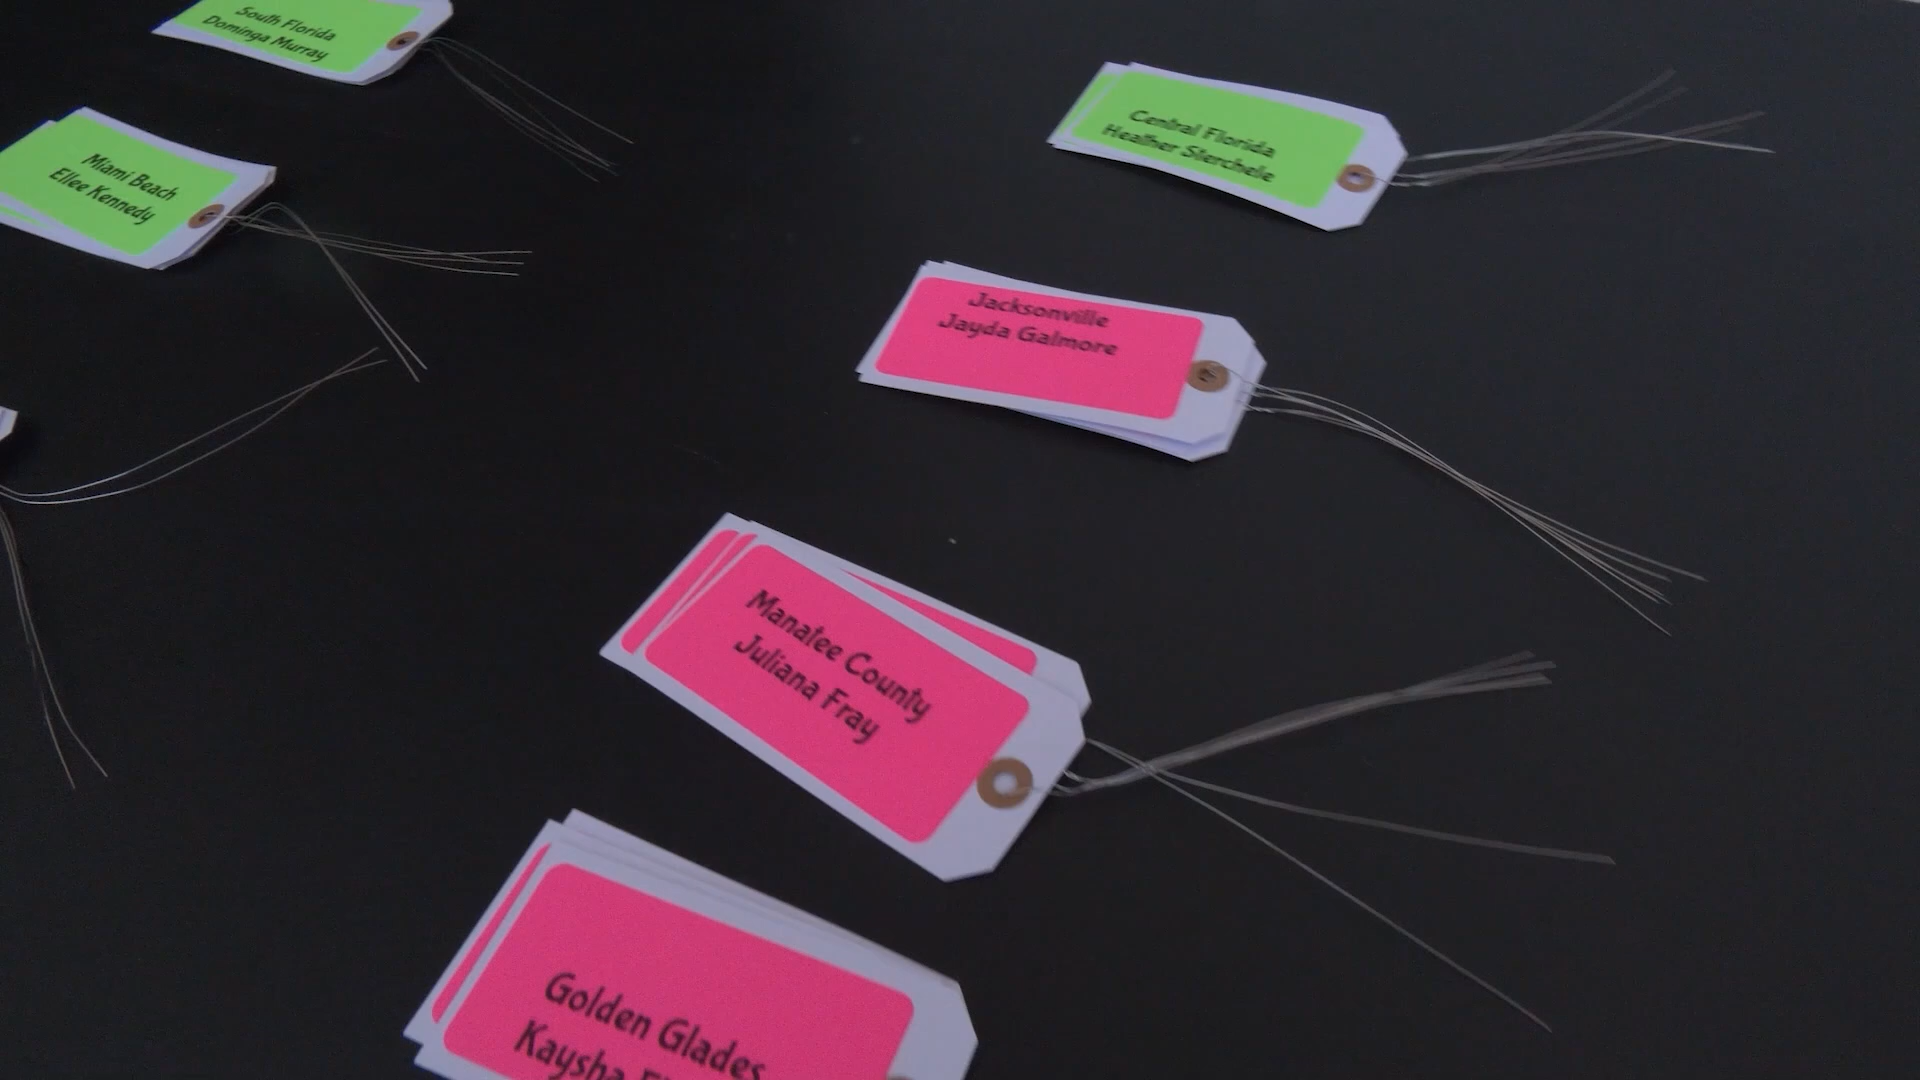 South Florida
Dominga Murray
Miami Beach
Ellee Kennedy
Central Florida
Heather Sterchele
Jacksonville
Jayda Galmore
Manatee County
Juliana Fray
Golden Glades
Kaysha